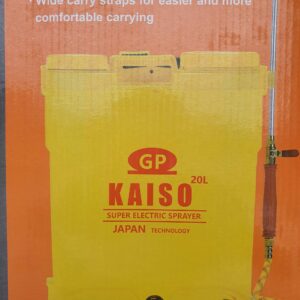 • Wide carry straps for easier and more
comfortable carrying
GP
KAISO 20L
SUPER ELECTRIC SPRAYER
JAPAN TECHNOLOGY